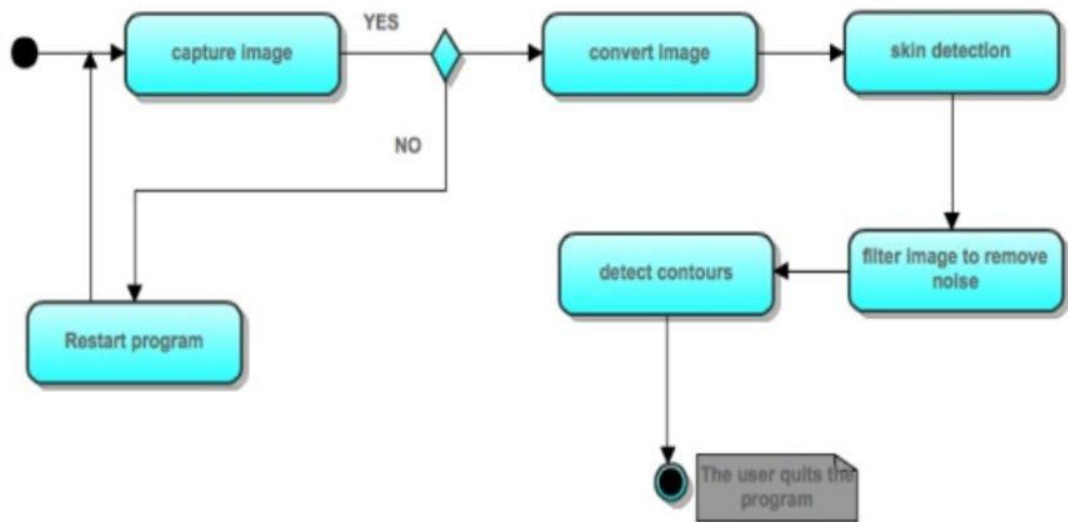 YES
capture image
convert image
skin detection
NO
filter image to remove
noise
detect contours
Restart program
The user quits the
program